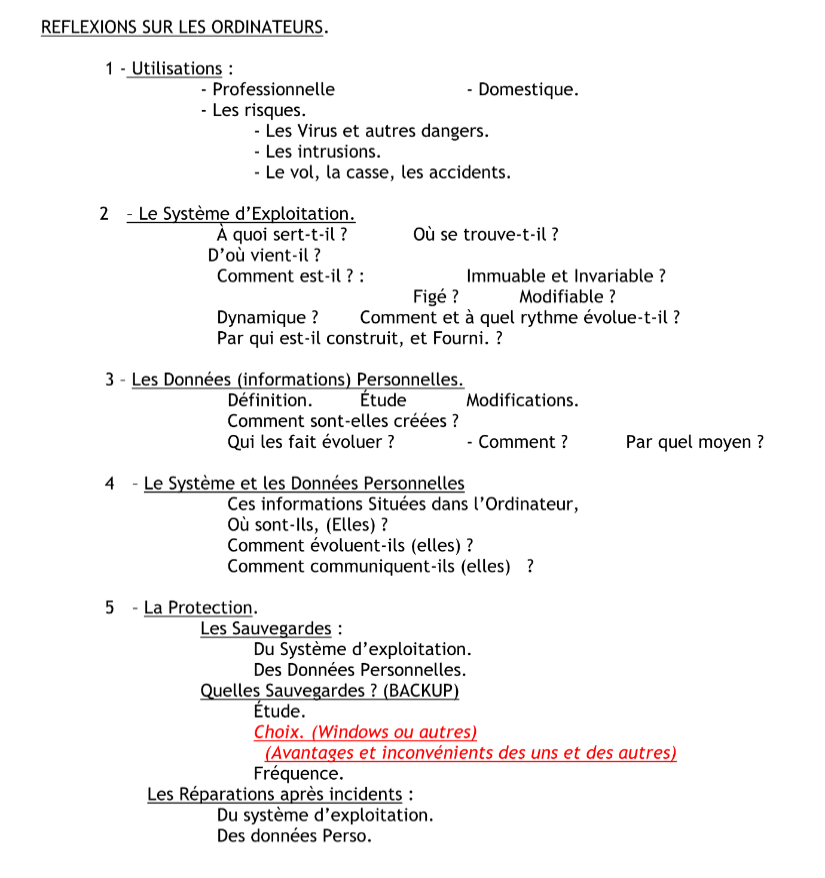 REFLEXIONS SUR LES ORDINATEURS.
1 - Utilisations :
- Professionnelle - Domestique.
- Les risques.
- Les Virus et autres dangers.
- Les intrusions.
- Le vol, la casse, les accidents.
2 - Le Système d’Exploitation.
À quoi sert-t-il ? Où se trouve-t-il ?
D’où vient-il ?
Comment est-il ? : Immuable et Invariable ?
Figé ? Modifiable ?
Dynamique ? Comment et à quel rythme évolue-t-il ?
Par qui est-il construit, et Fourni. ?
3 - Les Données (informations) Personnelles.
Définition. Étude Modifications.
Comment sont-elles créées ?
Qui les fait évoluer ? - Comment ? Par quel moyen ?
4 - Le Système et les Données Personnelles
Ces informations Situées dans l’Ordinateur,
Où sont-Ils, (Elles) ?
Comment évoluent-ils (elles) ?
Comment communiquent-ils (elles) ?
5 - La Protection.
Les Sauvegardes :
Du Système d’exploitation.
Des Données Personnelles.
Quelles Sauvegardes ? (BACKUP)
Étude.
Choix. (Windows ou autres)
(Avantages et inconvénients des uns et des autres)
Fréquence.
Les Réparations après incidents :
Du système d’exploitation.
Des données Perso.